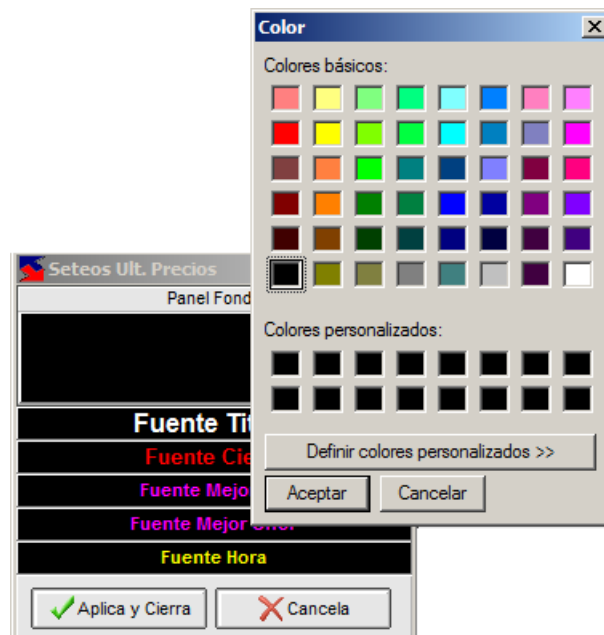 Color
Colores básicos:
Seteos Ult. Precios
Panel Fond
Colores personalizados:
Fuente Tit
Fuente Cie
Definir colores personalizados >>
Fuente Mejo
Aceptar
Cancelar
Fuente Mejor
Fuente Hora
Aplica y Cierra
Cancela